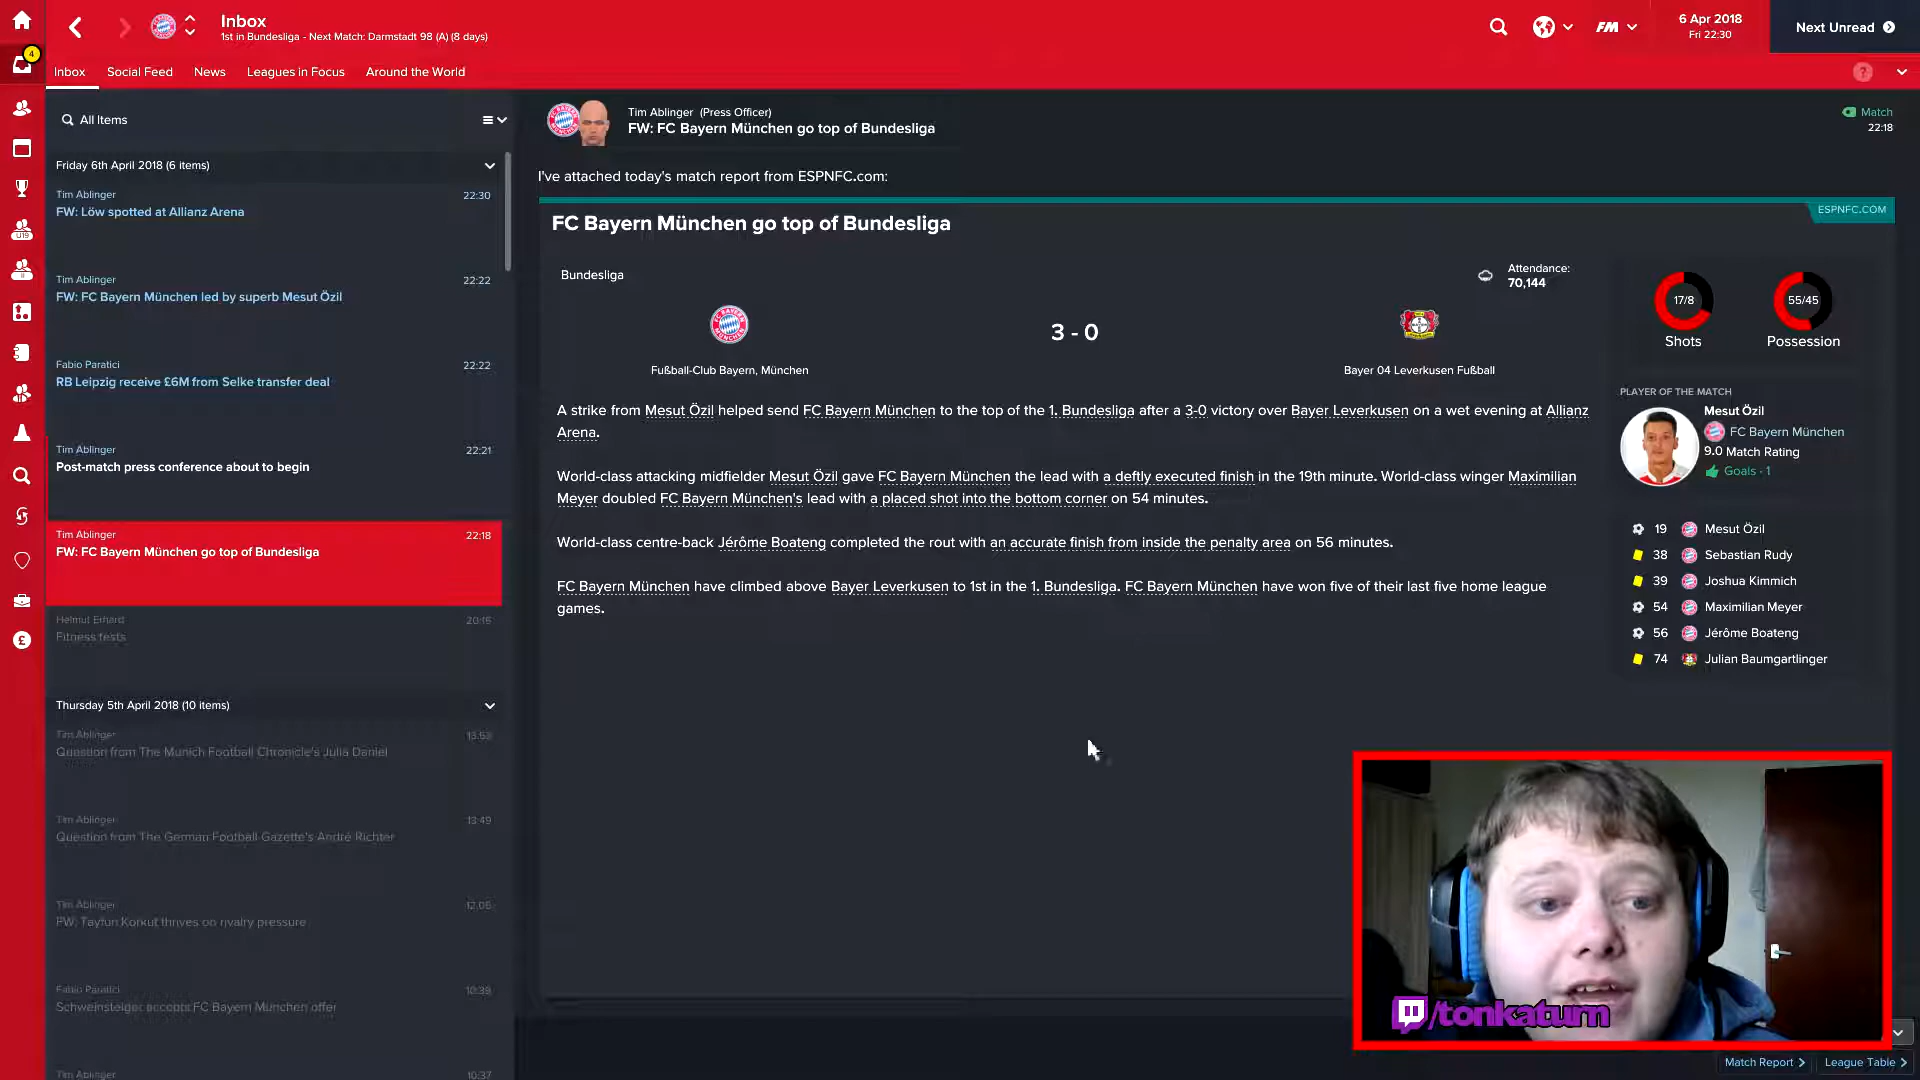 Inbox
1st in Bundesliga - Next Match: Darmstadt 98 (A) (8 days)
4
FM
6 Apr 2018
Fri 22:30
Next Unread
Inbox
Social Feed
News
Leagues in Focus
Around the World
?
All Items
Friday 6th April 2018 (6 items)
Tim Ablinger
22:30
FW: Löw spotted at Allianz Arena
Tim Ablinger
22:22
FW: FC Bayern München led by superb Mesut Özil
Fabio Paratici
22:22
RB Leipzig receive £6M from Selke transfer deal
Tim Ablinger
22:21
Post-match press conference about to begin
Tim Ablinger
22:18
FW: FC Bayern München go top of Bundesliga
Helmut Erhard
20:15
Fitness tests
Thursday 5th April 2018 (10 items)
Tim Ablinger
13:53
Question from The Munich Football Chronicle's Julia Daniel
Tim Ablinger
13:49
Question from The German Football Gazette's André Richter
Tim Ablinger
12:06
FW: Tayfun Korkut thrives on rivalry pressure
Fabio Paratici
10:39
Schweinsteiger accepts FC Bayern München offer
Tim Ablinger
10:37
Tim Ablinger (Press Officer)
FW: FC Bayern München go top of Bundesliga
Match
22:18
I've attached today's match report from ESPNFC.com:
ESPNFC.COM
FC Bayern München go top of Bundesliga
Bundesliga
Attendance:
70,144
3 - 0
Fußball-Club Bayern, München
Bayer 04 Leverkusen Fußball
A strike from Mesut Özil helped send FC Bayern München to the top of the 1. Bundesliga after a 3-0 victory over Bayer Leverkusen on a wet evening at Allianz
Arena.
World-class attacking midfielder Mesut Özil gave FC Bayern München the lead with a deftly executed finish in the 19th minute. World-class winger Maximilian
Meyer doubled FC Bayern München's lead with a placed shot into the bottom corner on 54 minutes.
World-class centre-back Jérôme Boateng completed the rout with an accurate finish from inside the penalty area on 56 minutes.
FC Bayern München have climbed above Bayer Leverkusen to 1st in the 1. Bundesliga. FC Bayern München have won five of their last five home league
games.
17/8
Shots
55/45
Possession
PLAYER OF THE MATCH
Mesut Özil
FC Bayern München
9.0 Match Rating
Goals - 1
19 Mesut Özil
38 Sebastian Rudy
39 Joshua Kimmich
54 Maximilian Meyer
56 Jérôme Boateng
74 Julian Baumgartlinger
/tonkaturn
Match Report
League Table